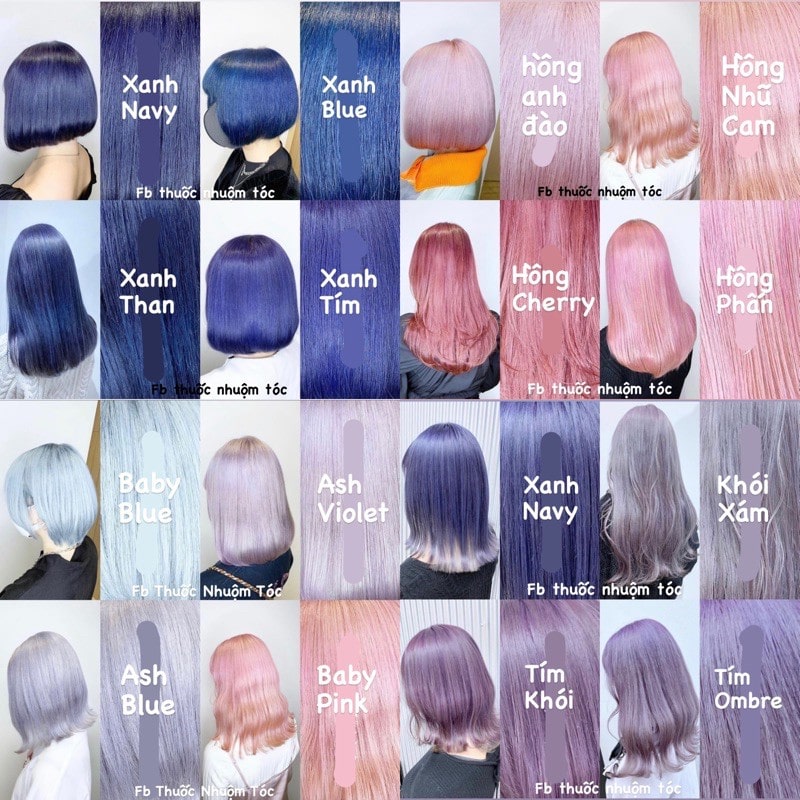 Xanh
Navy
Xanh
Blue
hồng
anh
đào
Hồng
Nhũ
Cam
Fb thuốc nhuộm tóc
Fb thuốc nhuộm tóc
Xanh
Than
Xanh
Tím
Hồng
Cherry
Hồng
Phấn
Fb thuốc nhuộm tóc
Fb thuốc nhuộm tóc
Baby
Blue
Ash
Violet
Xanh
Navy
Khói
Xám
Fb Thuốc Nhuộm Tóc
Fb thuốc nhuộm tóc
Ash
Blue
Baby
Pink
Tím
Khói
Tím
Ombre
Fb Thuốc Nhuộm Tóc
Fb thuốc nhuộm tóc